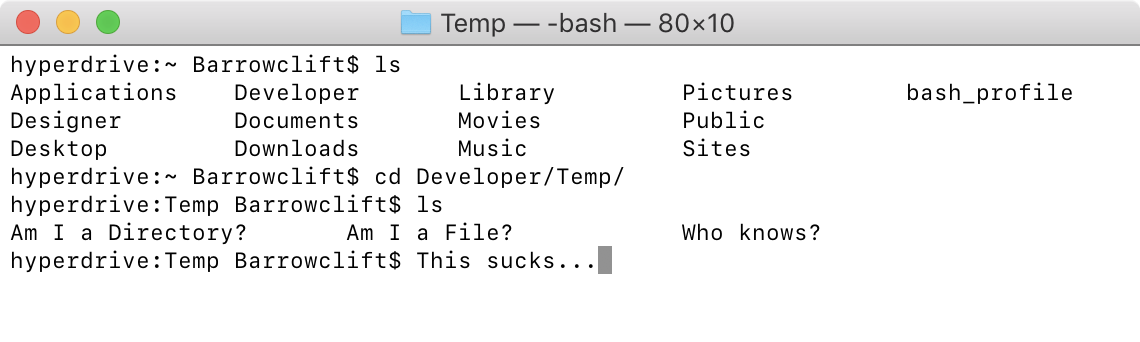 Temp — -bash — 80×10
hyperdrive:~ Barrowclift$ ls
Applications    Developer       Library         Pictures        bash_profile
Designer        Documents       Movies          Public
Desktop         Downloads       Music           Sites
hyperdrive:~ Barrowclift$ cd Developer/Temp/
hyperdrive:Temp Barrowclift$ ls
Am I a Directory?       Am I a File?            Who knows?
hyperdrive:Temp Barrowclift$ This sucks...